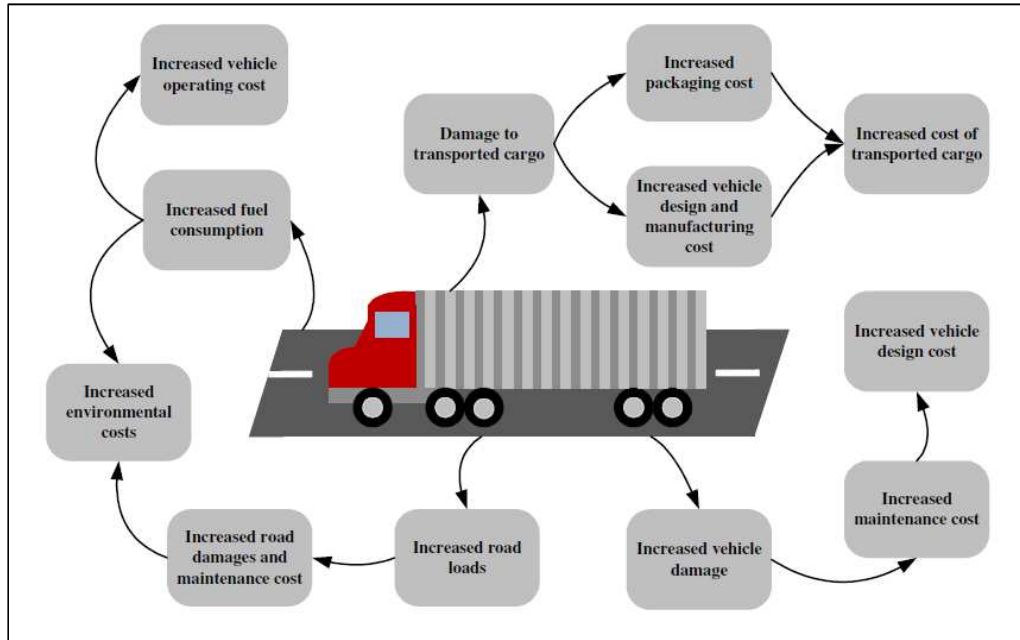 Increased vehicle
operating cost
Increased
packaging cost
Damage to
transported cargo
Increased cost of
transported cargo
Increased fuel
consumption
Increased vehicle
design and
manufacturing
cost
Increased vehicle
design cost
Increased
environmental
costs
Increased
maintenance cost
Increased road
damages and
maintenance cost
Increased road
loads
Increased vehicle
damage